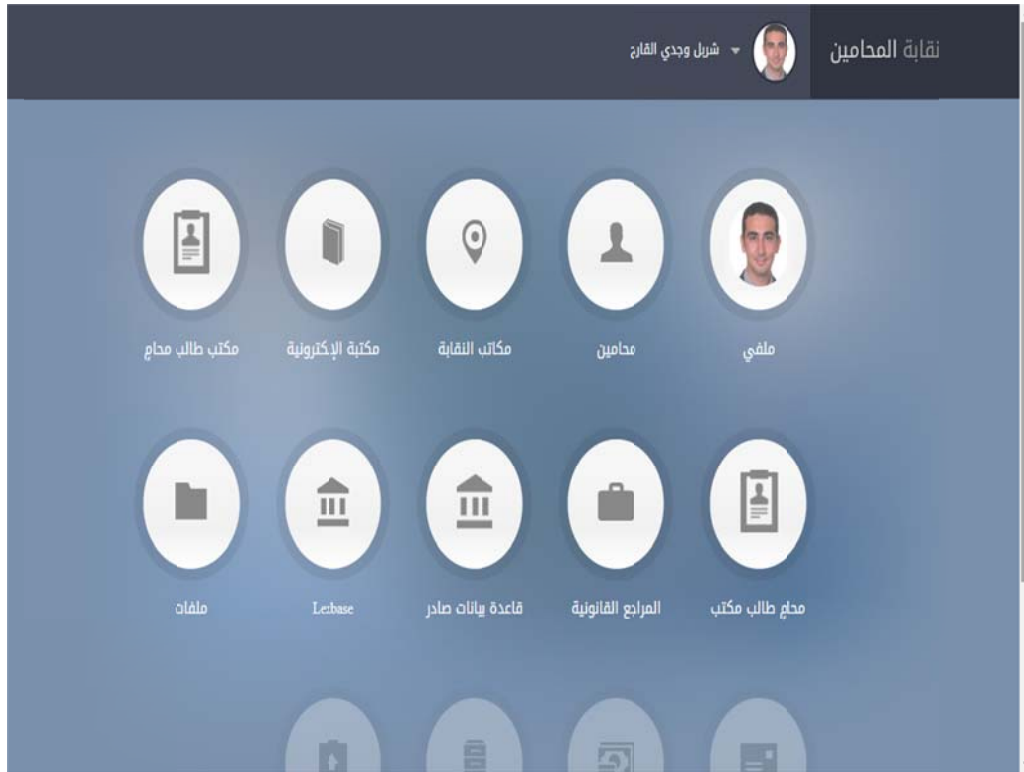 نقابة المحامين
شربل وجدي القارح
ملفي
محامين
مكاتب النقابة
مكتبة الإكترونية
مكتب طالب محامٍ
محامٍ طالب مكتب
المراجع القانونية
قاعدة بيانات صادر
Lexbase
ملفات